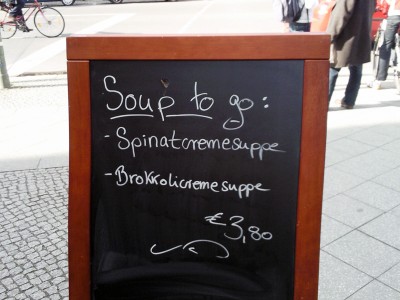 Soup to go:
- Spinatcremesuppe
- Brokkolicremesuppe
€3,80